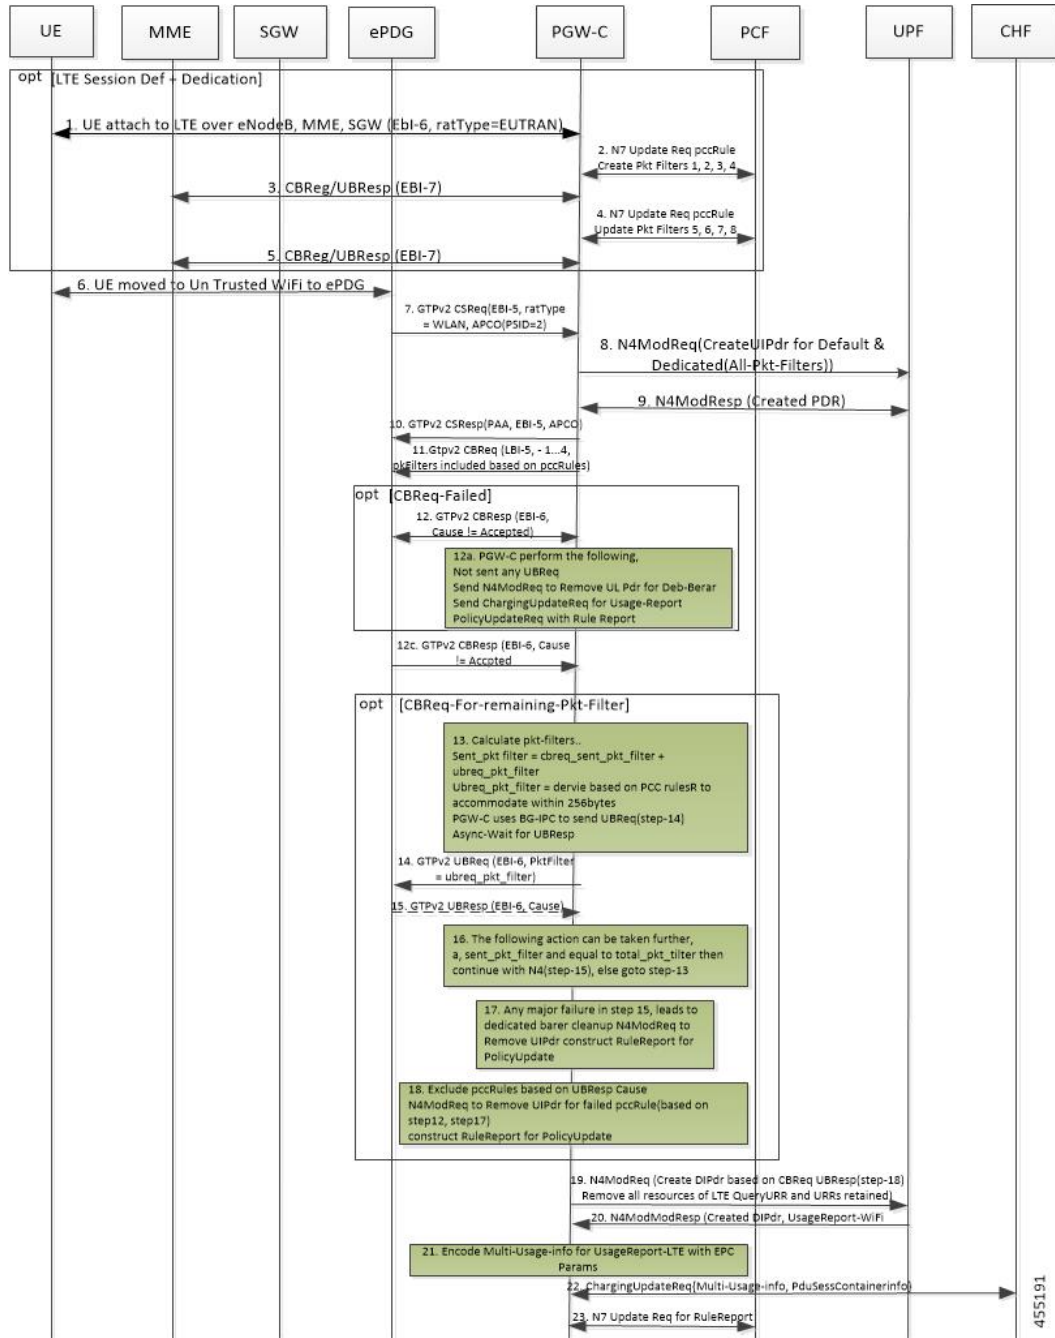 UE
MME
SGW
ePDG
PGW-C
PCF
UPF
CHF
opt [LTE Session Def + Dedication]
1. UE attach to LTE over eNodeB, MME, SGW (EbI-6, ratType=EUTRAN)
2. N7 Update Req pccRule
Create Pkt Filters 1, 2, 3, 4
3. CBReg/UBResp (EBI-7)
4. N7 Update Req pccRule
Update Pkt Filters 5, 6, 7, 8
5. CBReg/UBResp (EBI-7)
6. UE moved to Un Trusted WiFi to ePDG
7. GTPv2 CSReq(EBI-5, ratType
= WLAN, APCO(PSID=2)
8. N4ModReq(CreateUIPdr for Default &
Dedicated(All-Pkt-Filters))
9. N4ModResp (Created PDR)
10. GTPv2 CSResp(PAA, EBI-5, APCO)
11.Gtpv2 CBReq (LBI-5, - 1...4,
pkFilters included based on pccRules)
opt [CBReq-Failed]
12. GTPv2 CBResp (EBI-6,
Cause != Accepted)
12a. PGW-C perform the following,
Not sent any UBReq
Send N4ModReq to Remove UL Pdr for Deb-Berar
Send ChargingUpdateReq for Usage-Report
PolicyUpdateReq with Rule Report
12c. GTPv2 CBResp (EBI-6, Cause
!= Accpted
opt [CBReq-For-remaining-Pkt-Filter]
13. Calculate pkt-filters..
Sent_pkt filter = cbreq_sent_pkt_filter +
ubreq_pkt_filter
Ubreq_pkt_filter = dervie based on PCC rulesR to
accommodate within 256bytes
PGW-C uses BG-IPC to send UBReq(step-14)
Async-Wait for UBResp
14. GTPv2 UBReq (EBI-6, PktFilter
= ubreq_pkt_filter)
15. GTPv2 UBResp (EBI-6, Cause)
16. The following action can be taken further,
a, sent_pkt_filter and equal to total_pkt_tilter then
continue with N4(step-15), else goto step-13
17. Any major failure in step 15, leads to
dedicated barer cleanup N4ModReq to
Remove UIPdr construct RuleReport for
PolicyUpdate
18. Exclude pccRules based on UBResp Cause
N4ModReq to Remove UIPdr for failed pccRule(based on
step12, step17)
construct RuleReport for PolicyUpdate
19. N4ModReq (Create DIPdr based on CBReq UBResp(step-18)
Remove all resources of LTE QueryURR and URRs retained)
20. N4ModModResp (Created DIPdr, UsageReport-WiFi
21. Encode Multi-Usage-info for UsageReport-LTE with EPC
Params
22. ChargingUpdateReq{Multi-Usage-info, PduSessContainerinfo}
23. N7 Update Req for RuleReport
455191